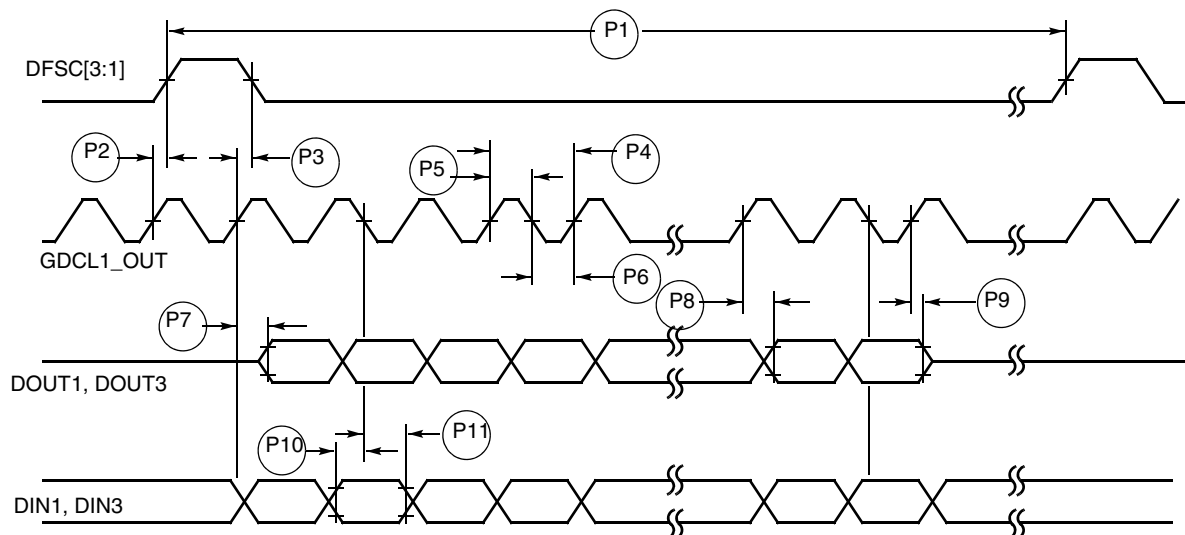 P1
DFSC[3:1]
P2
P3
P5
P4
GDCL1_OUT
P6
P8
P9
P7
DOUT1, DOUT3
P10
P11
DIN1, DIN3